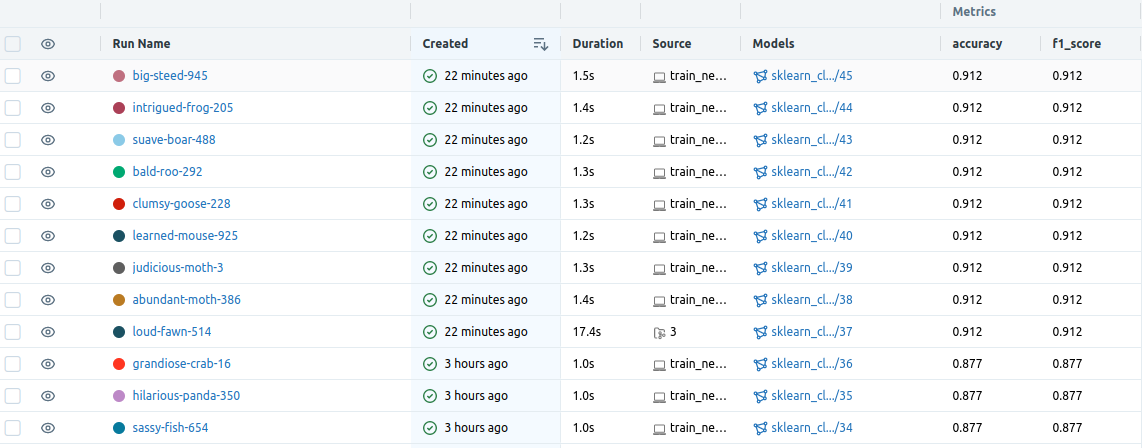 Metrics
Run Name Created Duration Source Models accuracy f1_score
big-steed-945 22 minutes ago 1.5s train_ne... sklearn_cl.../45 0.912 0.912
intrigued-frog-205 22 minutes ago 1.4s train_ne... sklearn_cl.../44 0.912 0.912
suave-boar-488 22 minutes ago 1.2s train_ne... sklearn_cl.../43 0.912 0.912
bald-roo-292 22 minutes ago 1.3s train_ne... sklearn_cl.../42 0.912 0.912
clumsy-goose-228 22 minutes ago 1.3s train_ne... sklearn_cl.../41 0.912 0.912
learned-mouse-925 22 minutes ago 1.2s train_ne... sklearn_cl.../40 0.912 0.912
judicious-moth-3 22 minutes ago 1.3s train_ne... sklearn_cl.../39 0.912 0.912
abundant-moth-386 22 minutes ago 1.4s train_ne... sklearn_cl.../38 0.912 0.912
loud-fawn-514 22 minutes ago 17.4s 3 sklearn_cl.../37 0.912 0.912
grandiose-crab-16 3 hours ago 1.0s train_ne... sklearn_cl.../36 0.877 0.877
hilarious-panda-350 3 hours ago 1.0s train_ne... sklearn_cl.../35 0.877 0.877
sassy-fish-654 3 hours ago 1.0s train_ne... sklearn_cl.../34 0.877 0.877